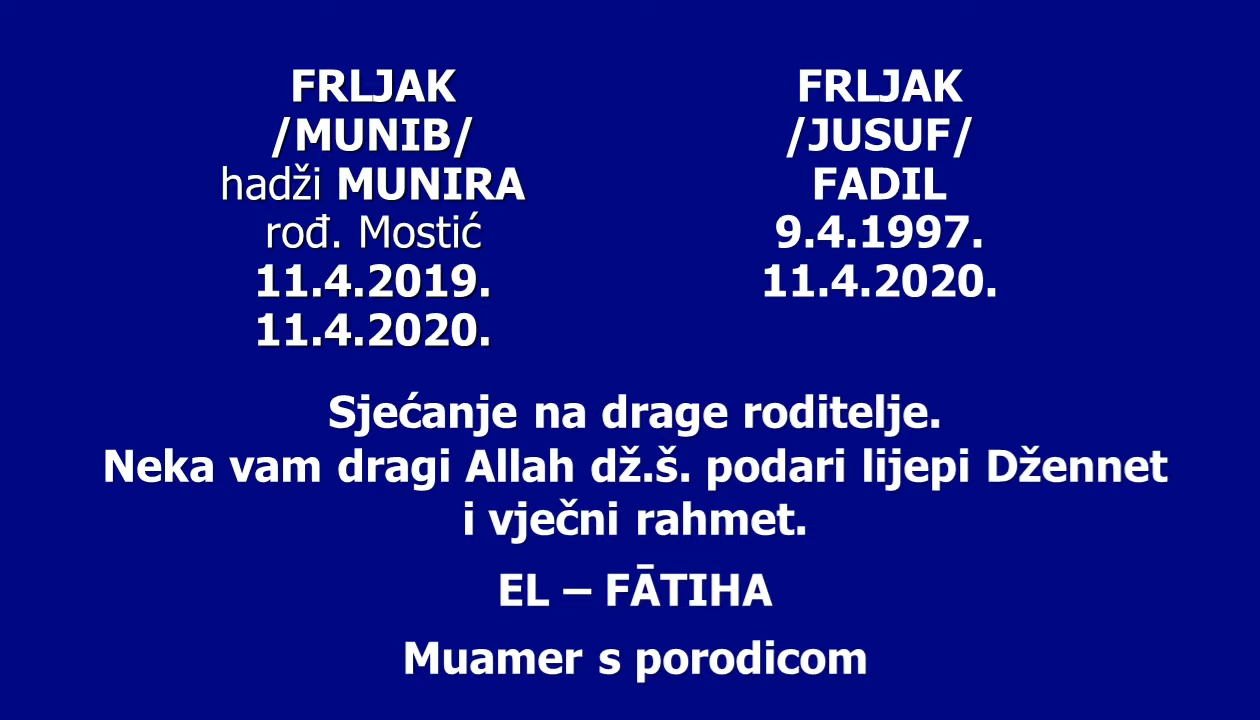 FRLJAK
/MUNIB/
hadži MUNIRA
rođ. Mostić
11.4.2019.
11.4.2020.
FRLJAK
/JUSUF/
FADIL
9.4.1997.
11.4.2020.
Sjećanje na drage roditelje.
Neka vam dragi Allah dž.š. podari lijepi Džennet
i vječni rahmet.
EL – FĀTIHA
Muamer s porodicom